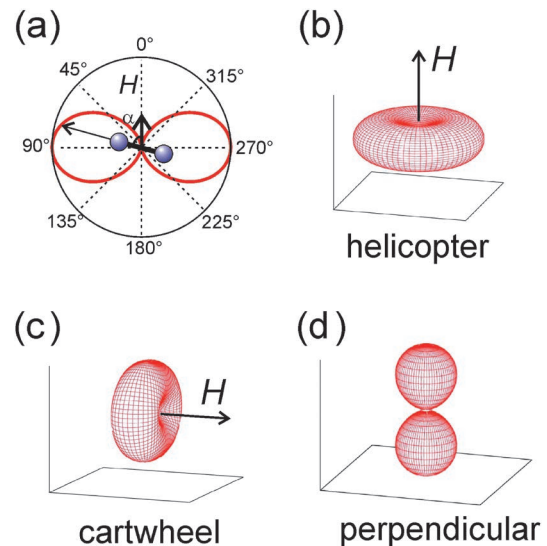 (a)
0°
45°
H
315°
α
90°
270°
135°
225°
180°
(b)
H
helicopter
(c)
H
cartwheel
(d)
perpendicular